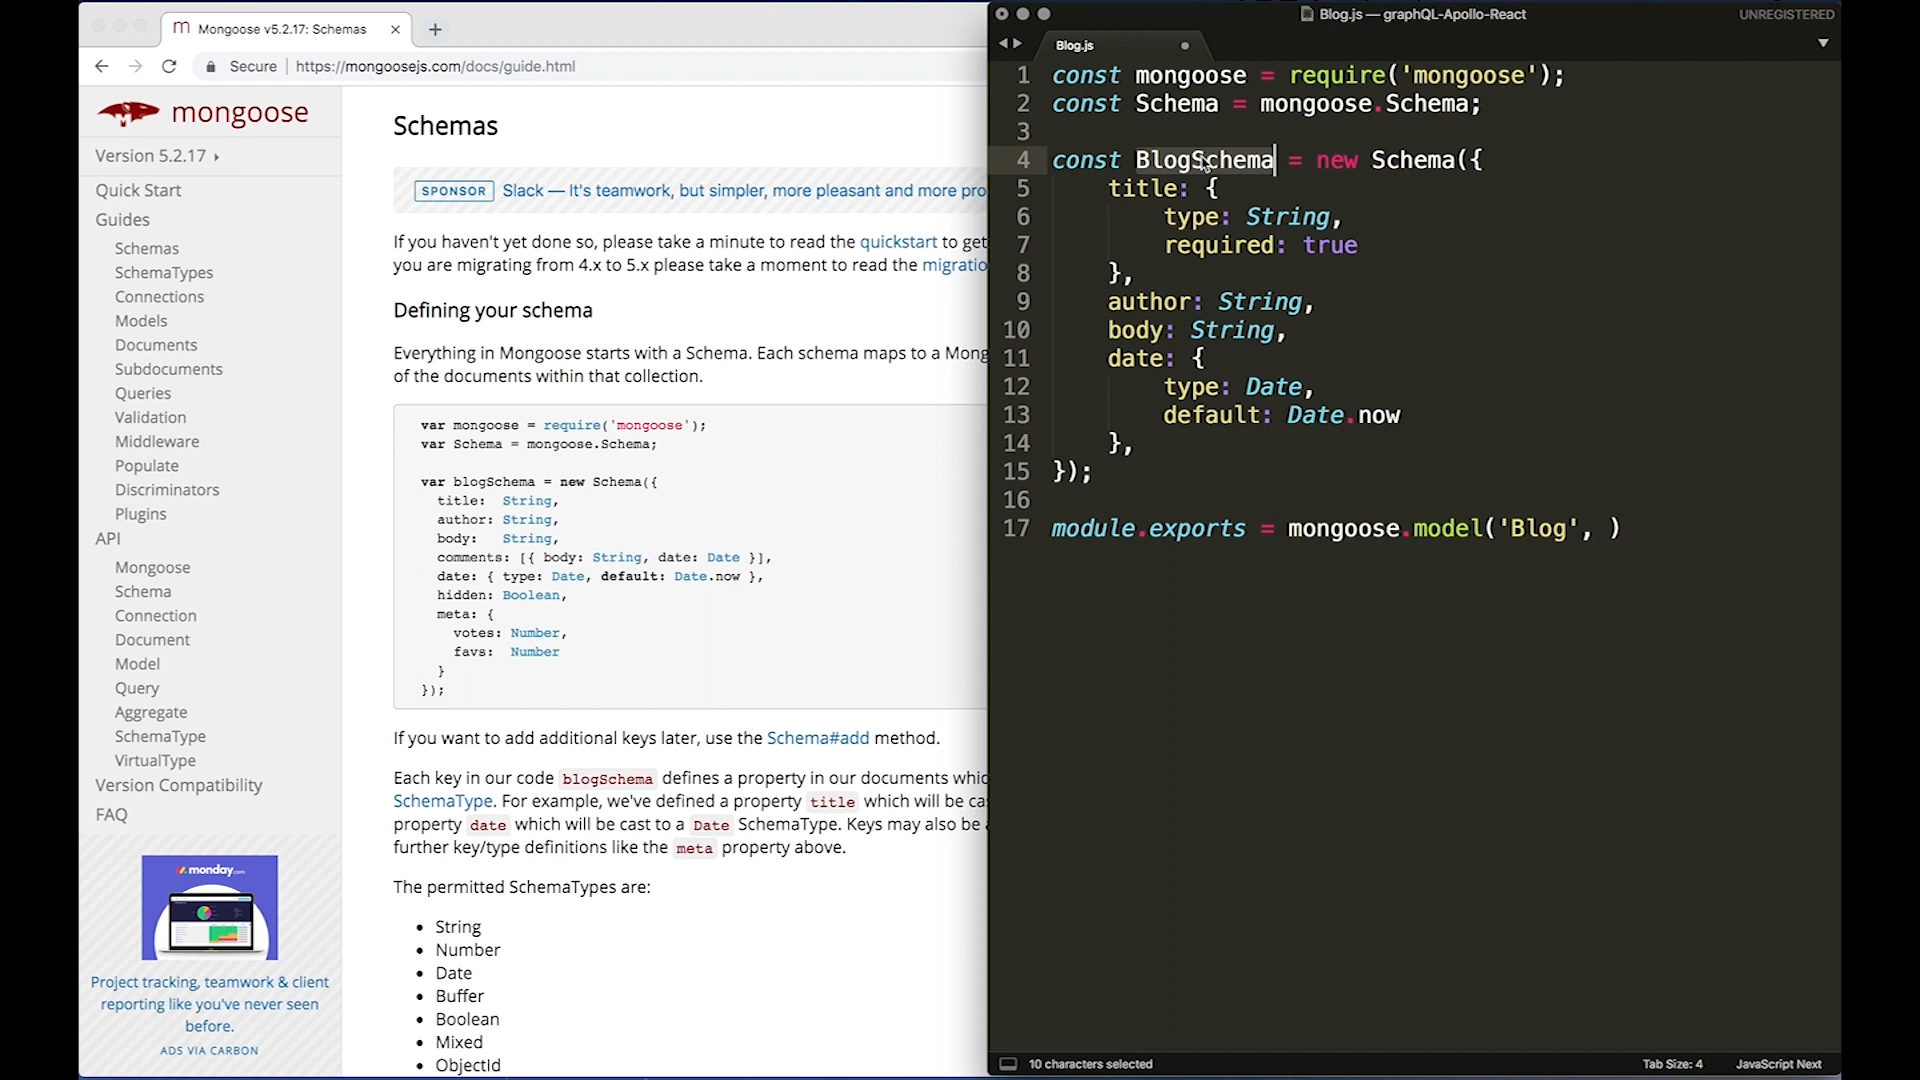 Mongoose v5.2.17: Schemas
Secure
https://mongoosejs.com/docs/guide.html
mongoose
Version 5.2.17
Quick Start
Guides
Schemas
SchemaTypes
Connections
Models
Documents
Subdocuments
Queries
Validation
Middleware
Populate
Discriminators
Plugins
API
Mongoose
Schema
Connection
Document
Model
Query
Aggregate
SchemaType
VirtualType
Version Compatibility
FAQ
monday.com
Project tracking, teamwork & client
reporting like you've never seen
before.
ADS VIA CARBON
Schemas
SPONSOR Slack — It's teamwork, but simpler, more pleasant and more pro
If you haven't yet done so, please take a minute to read the quickstart to get
you are migrating from 4.x to 5.x please take a moment to read the migratio
Defining your schema
Everything in Mongoose starts with a Schema. Each schema maps to a Mong
of the documents within that collection.
var mongoose = require('mongoose');
var Schema = mongoose.Schema;
var blogSchema = new Schema({
title: String,
author: String,
body: String,
comments: [{ body: String, date: Date }],
date: { type: Date, default: Date.now },
hidden: Boolean,
meta: {
votes: Number,
favs: Number
}
});
If you want to add additional keys later, use the Schema#add method.
Each key in our code blogSchema defines a property in our documents whic
SchemaType. For example, we've defined a property title which will be ca
property date which will be cast to a Date SchemaType. Keys may also be a
further key/type definitions like the meta property above.
The permitted SchemaTypes are:
• String
• Number
• Date
• Buffer
• Boolean
• Mixed
• ObjectId
Blog.js — graphQL-Apollo-React
UNREGISTERED
Blog.js
1 const mongoose = require('mongoose');
2 const Schema = mongoose.Schema;
3
4 const BlogSchema = new Schema({
5 title: {
6 type: String,
7 required: true
8 },
9 author: String,
10 body: String,
11 date: {
12 type: Date,
13 default: Date.now
14 },
15 });
16
17 module.exports = mongoose.model('Blog', )
10 characters selected
Tab Size: 4
JavaScript Next